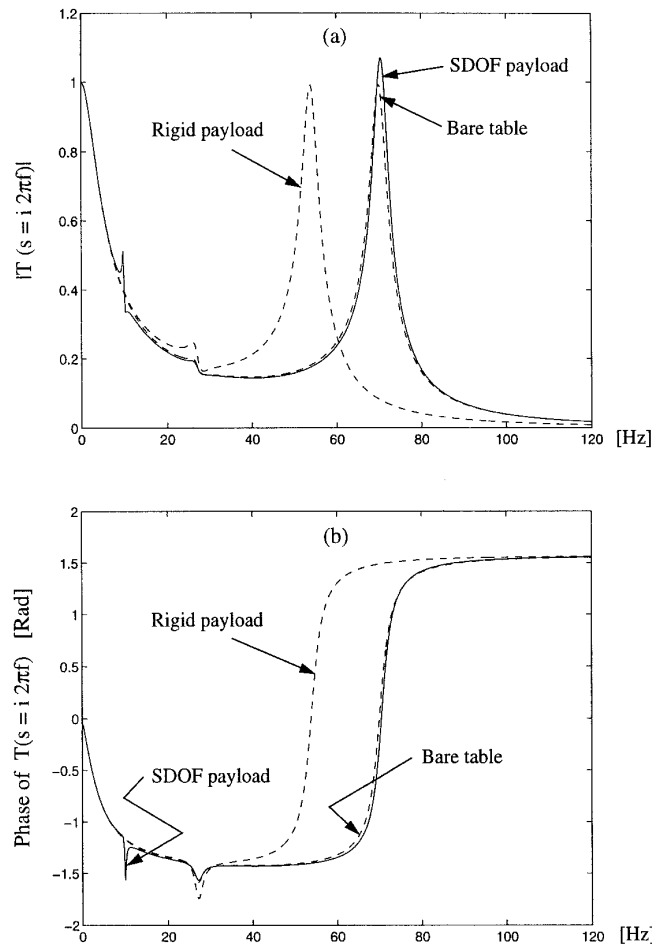 (a)
SDOF payload
Bare table
Rigid payload
|T (s = i 2πf)|
1
0.8
0.6
0.4
0.2
0
0
20
40
60
80
100
120
[Hz]
(b)
Rigid payload
SDOF payload
Bare table
Phase of T(s = i 2πf) [Rad]
2
1.5
1
0.5
0
-0.5
-1
-1.5
-2
0
20
40
60
80
100
120
[Hz]